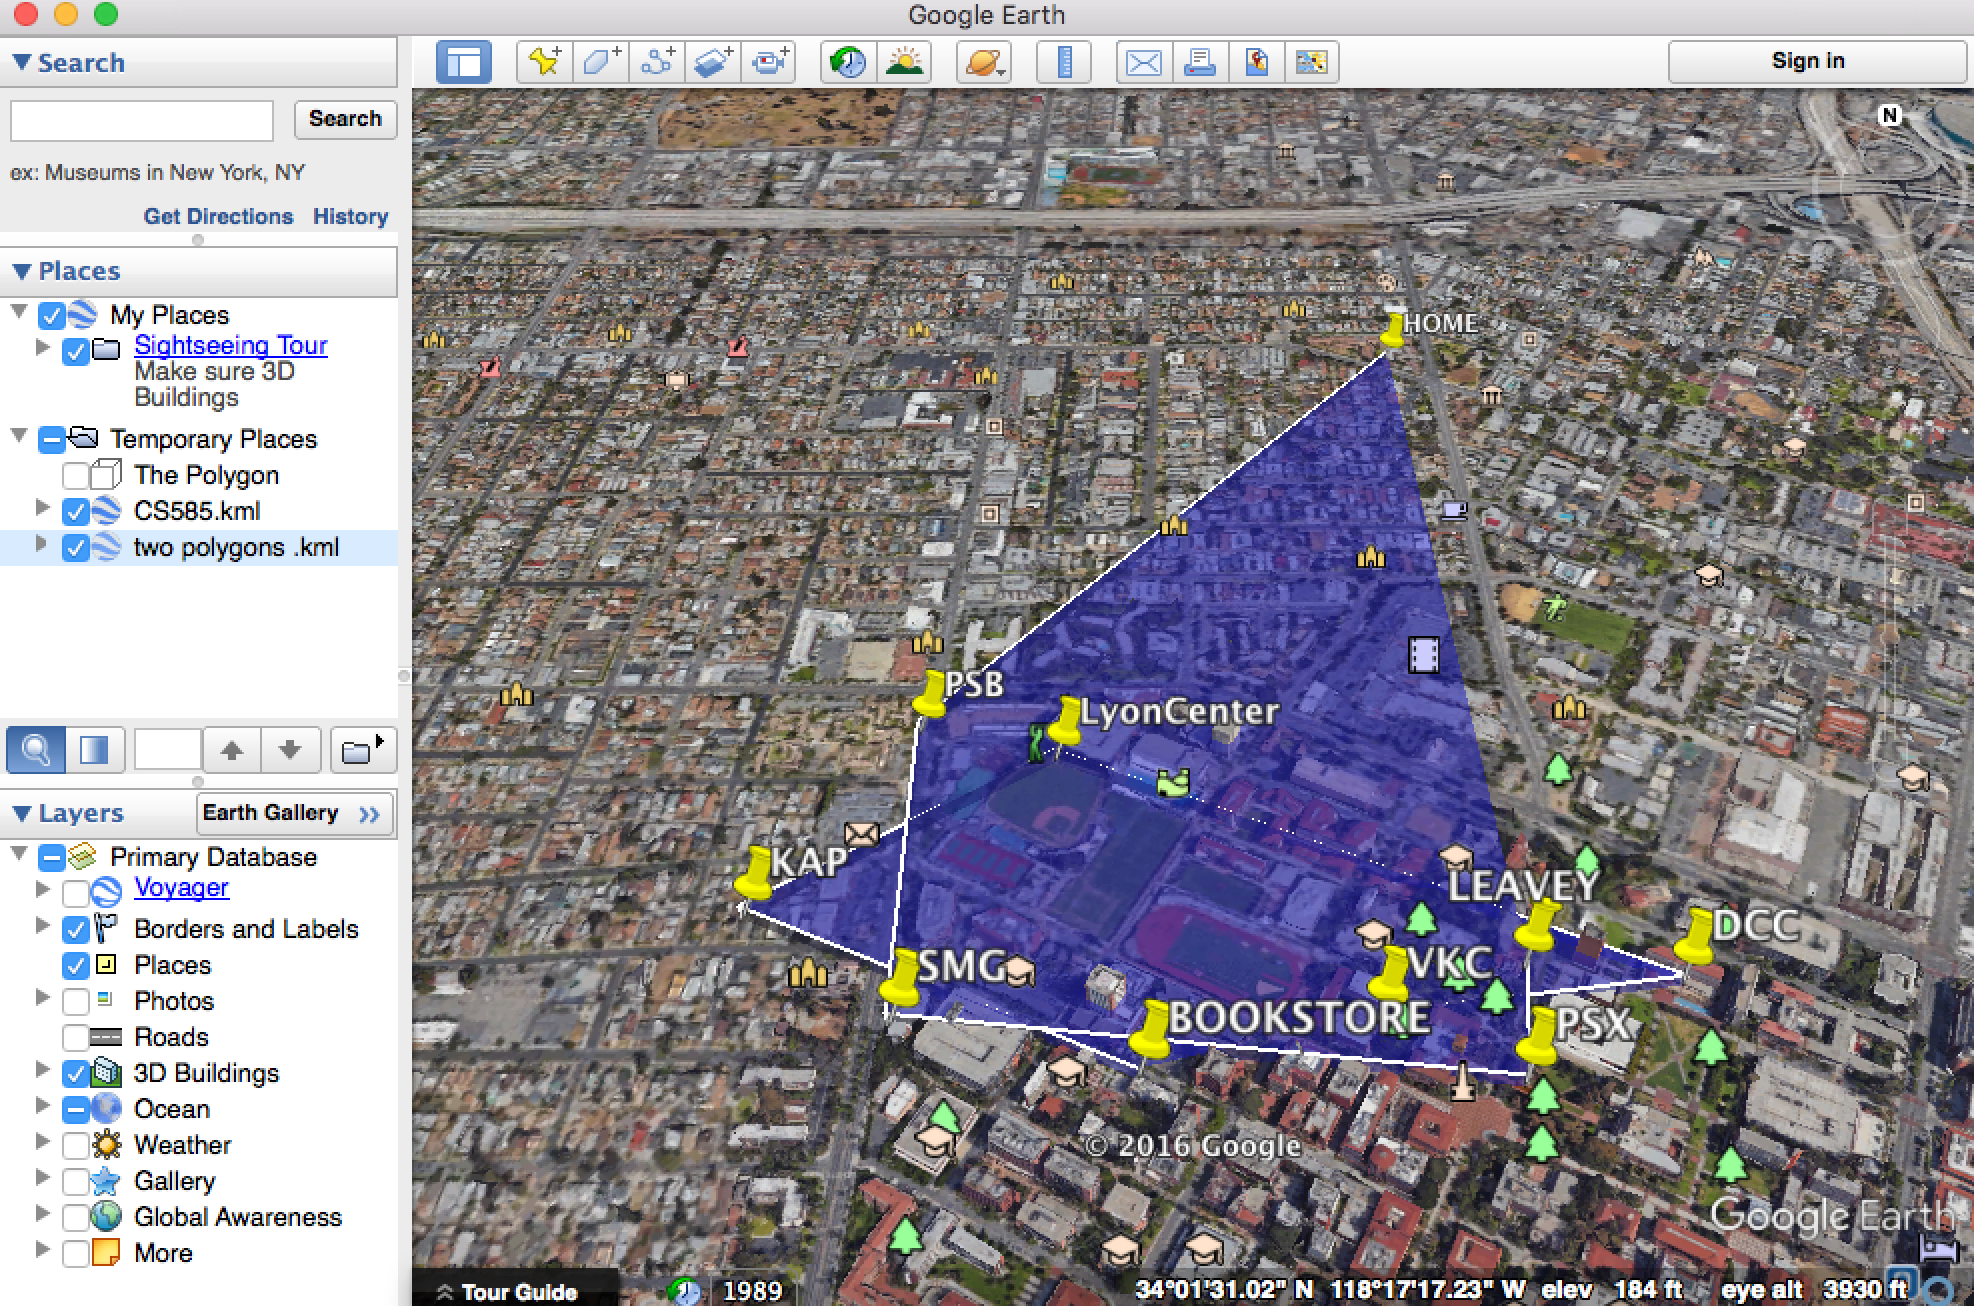 Google Earth
Search
Sign in
Search
ex: Museums in New York, NY
Get Directions History
Places
My Places
Sightseeing Tour
Make sure 3D
Buildings
Temporary Places
The Polygon
CS585.kml
two polygons .kml
Layers
Earth Gallery >>
Primary Database
Voyager
Borders and Labels
Places
Photos
Roads
3D Buildings
Ocean
Weather
Gallery
Global Awareness
More
N
HOME
PSB
LyonCenter
KAP
LEAVEY
DCC
SMG
VKC
BOOKSTORE
PSX
© 2016 Google
Google Earth
Tour Guide
1989
34°01'31.02" N 118°17'17.23" W elev 184 ft eye alt 3930 ft